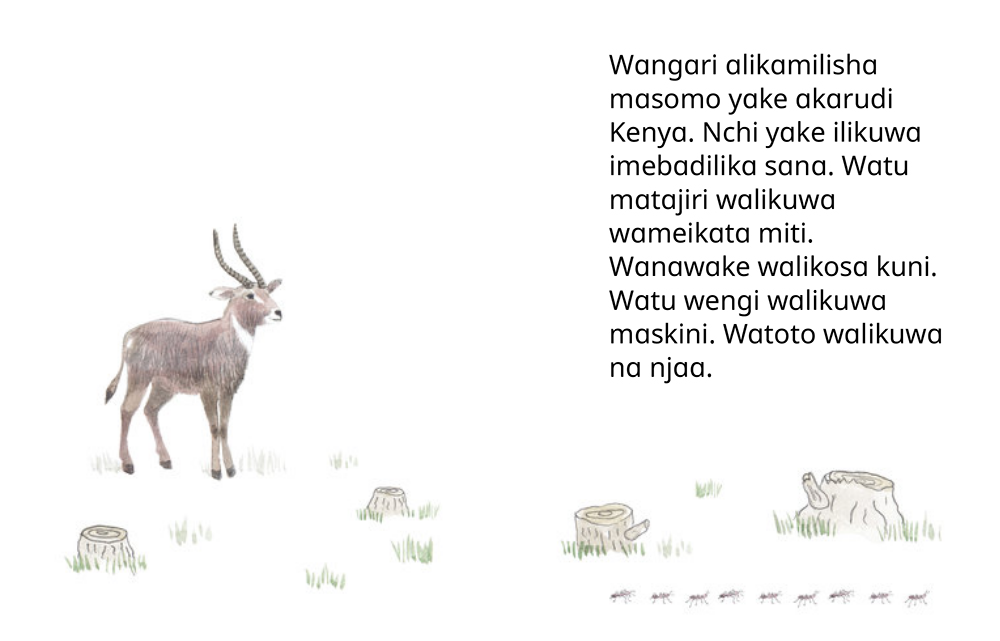 Wangari alikamilisha
masomo yake akarudi
Kenya. Nchi yake ilikuwa
imebadilika sana. Watu
matajiri walikuwa
wameikata miti.
Wanawake walikosa kuni.
Watu wengi walikuwa
maskini. Watoto walikuwa
na njaa.